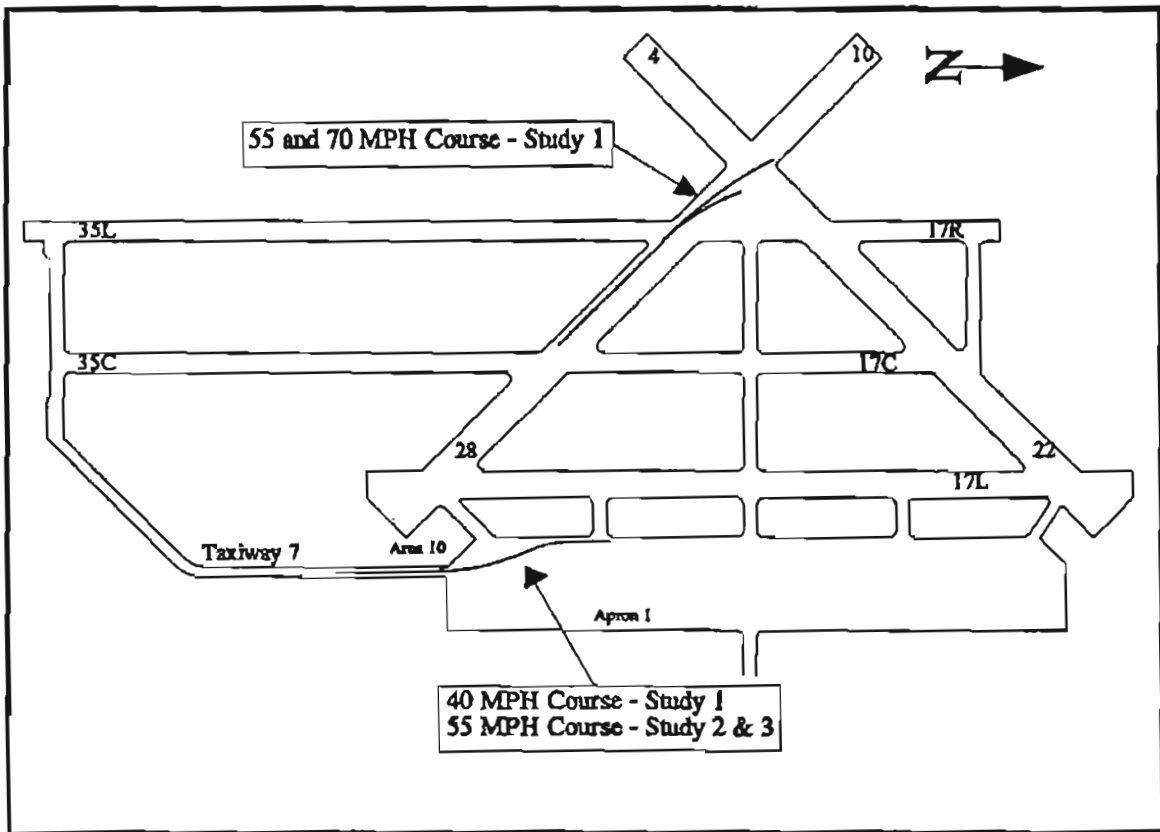 4
10
N
55 and 70 MPH Course - Study 1
35L
17R
35C
17C
28
22
17L
Taxiway 7
Area 10
Apron 1
40 MPH Course - Study 1
55 MPH Course - Study 2 & 3